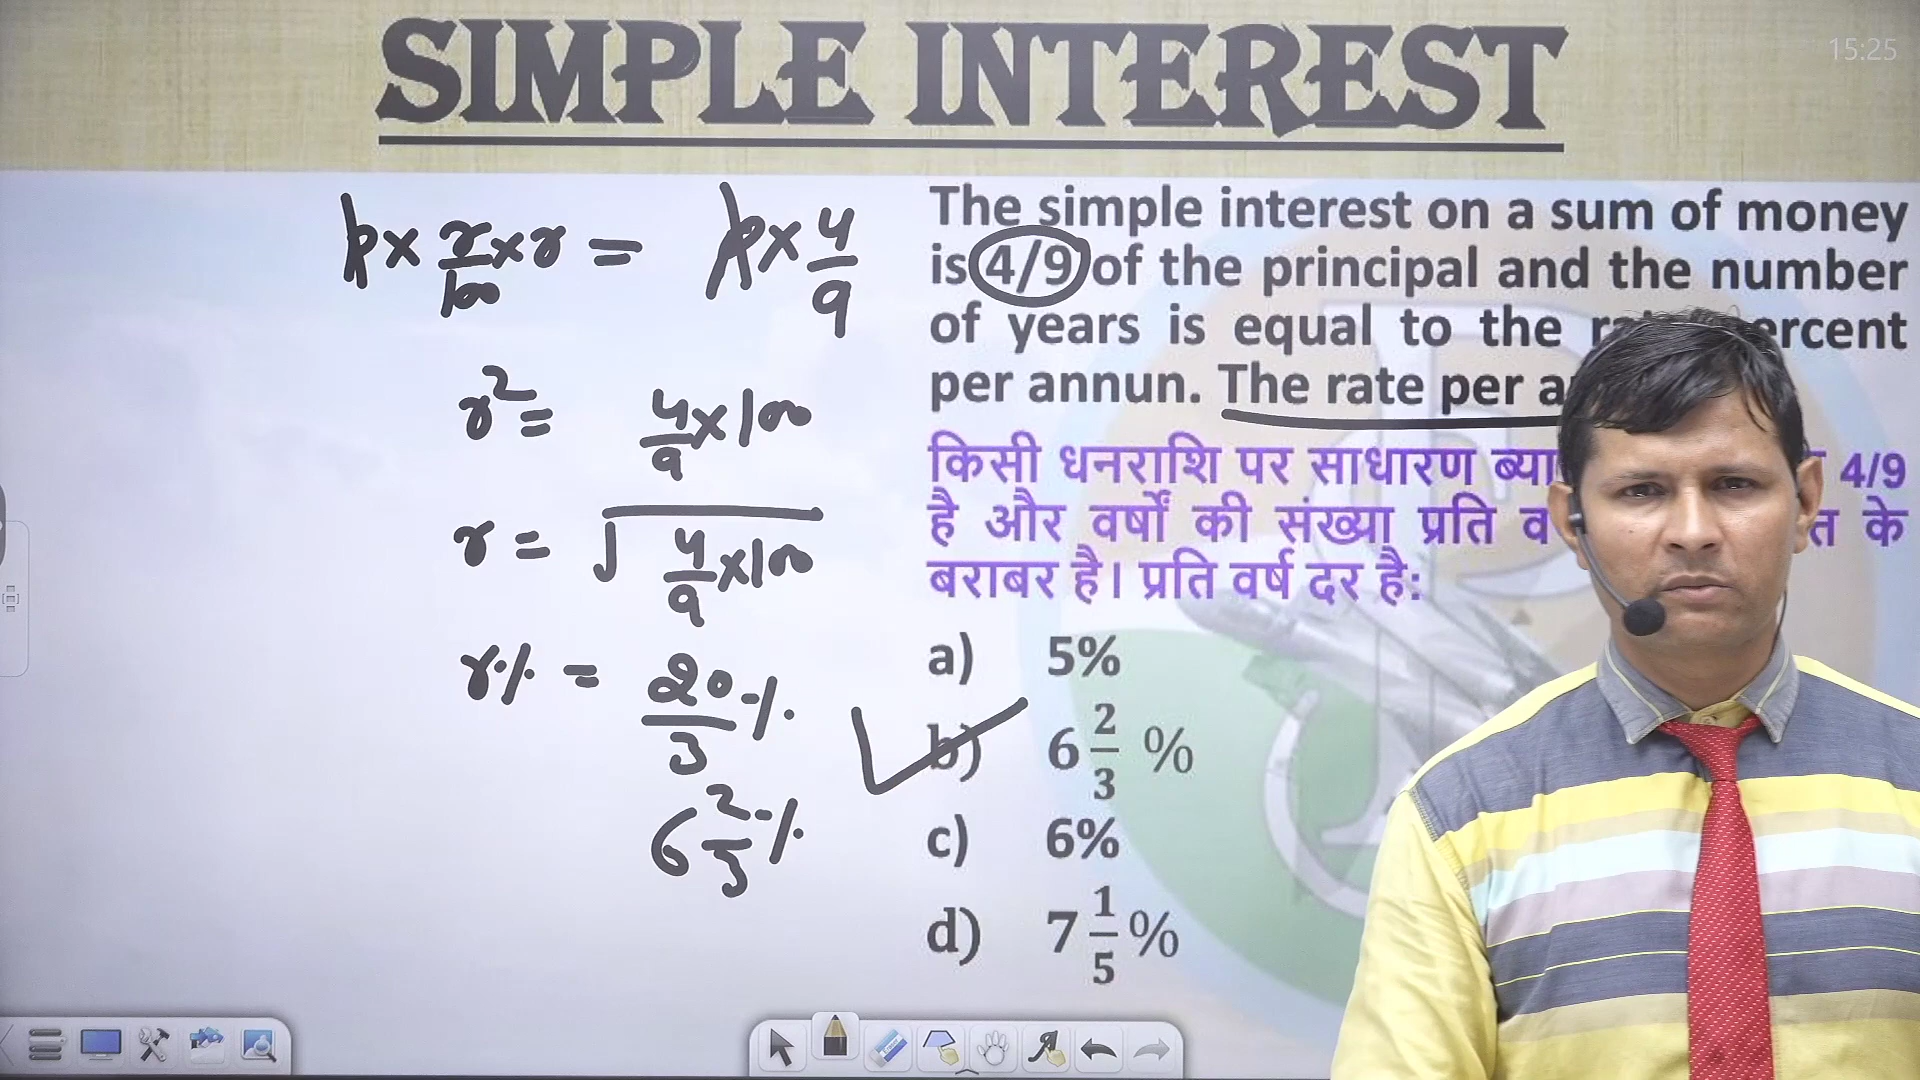 SIMPLE INTEREST
15:25
p × r/100 × r = p × 4/9
r² = 4/9 × 100
r = √4/9 × 100
r% = 20/3 %
6 2/3 %
The simple interest on a sum of money
is 4/9 of the principal and the number
of years is equal to the ercent
per annun. The rate per a
किसी धनराशि पर साधारण ब्या 4/9
है और वर्षों की संख्या प्रति व त के
बराबर है। प्रति वर्ष दर है:
a) 5%
b) 6 2/3 %
c) 6%
d) 7 1/5 %